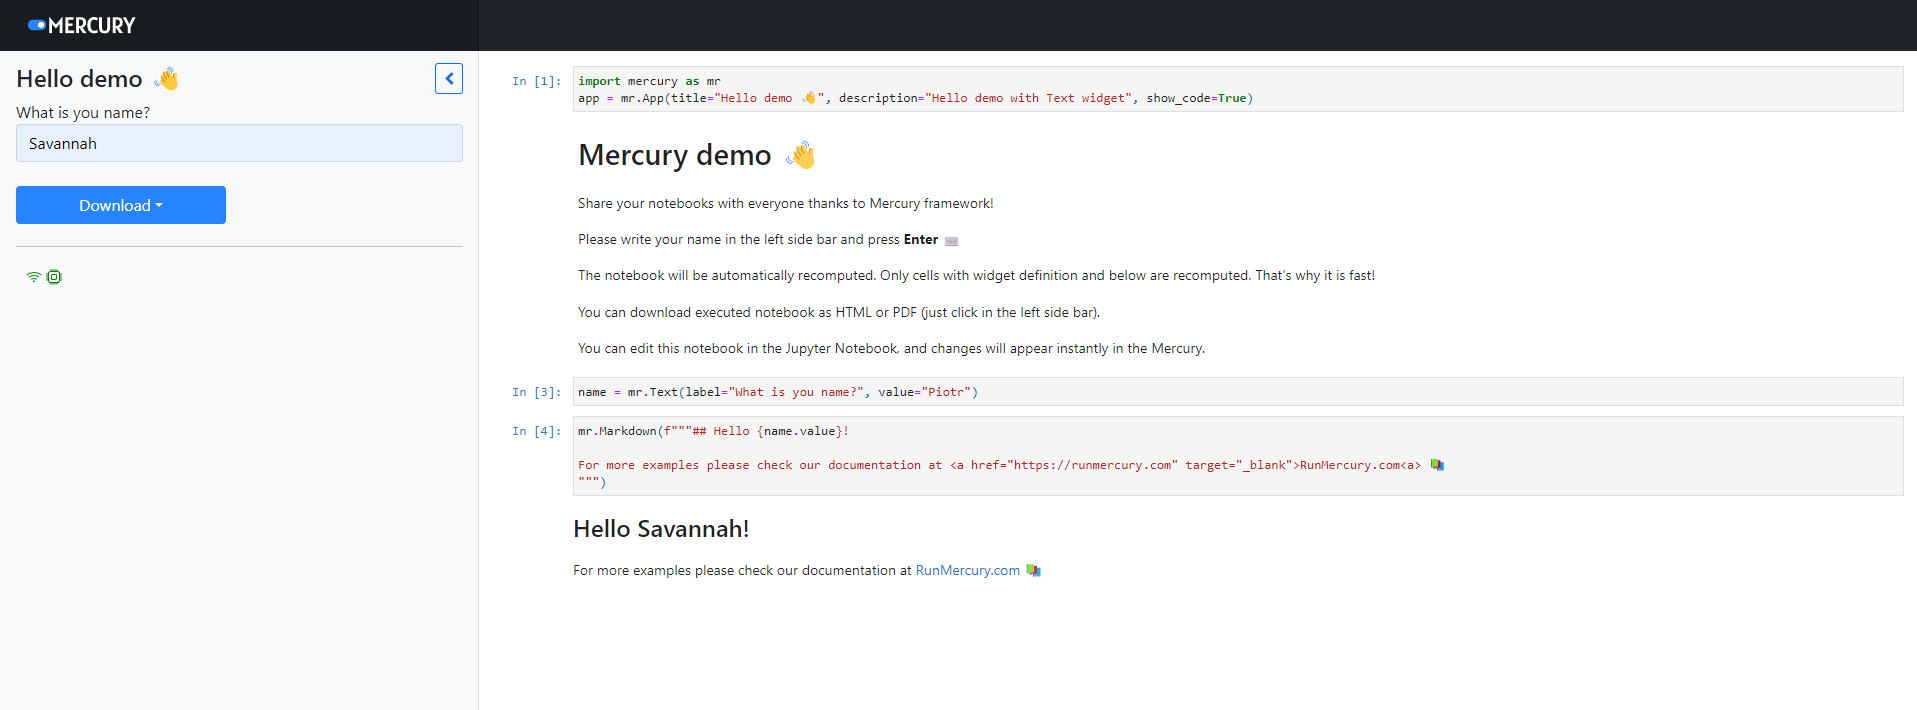 MERCURY
Hello demo 👋
What is you name?
Savannah
Download
In [1]:
import mercury as mr
app = mr.App(title="Hello demo 👋", description="Hello demo with Text widget", show_code=True)
Mercury demo 👋
Share your notebooks with everyone thanks to Mercury framework!
Please write your name in the left side bar and press Enter ⌨️
The notebook will be automatically recomputed. Only cells with widget definition and below are recomputed. That's why it is fast!
You can download executed notebook as HTML or PDF (just click in the left side bar).
You can edit this notebook in the Jupyter Notebook, and changes will appear instantly in the Mercury.
In [3]:
name = mr.Text(label="What is you name?", value="Piotr")
In [4]:
mr.Markdown(f"""## Hello {name.value}!
For more examples please check our documentation at <a href="https://runmercury.com" target="_blank">RunMercury.com<a> 📚
""")
Hello Savannah!
For more examples please check our documentation at RunMercury.com 📚